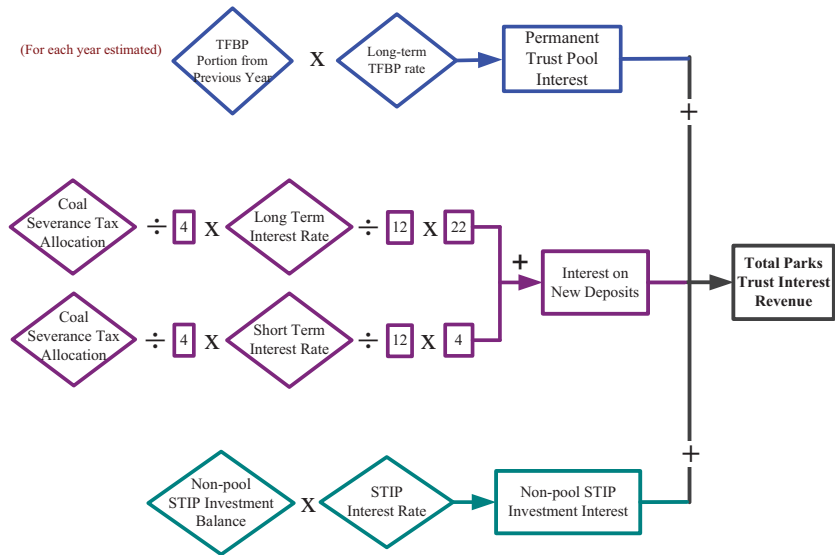 (For each year estimated)
TFBP
Portion from
Previous Year
X
Long-term
TFBP rate
Permanent
Trust Pool
Interest
+
Coal
Severance Tax
Allocation
÷ 4 X
Long Term
Interest Rate
÷ 12 X 22
+
Interest on
New Deposits
Total Parks
Trust Interest
Revenue
Coal
Severance Tax
Allocation
÷ 4 X
Short Term
Interest Rate
÷ 12 X 4
+
Non-pool
STIP Investment
Balance
X
STIP
Interest Rate
Non-pool STIP
Investment Interest